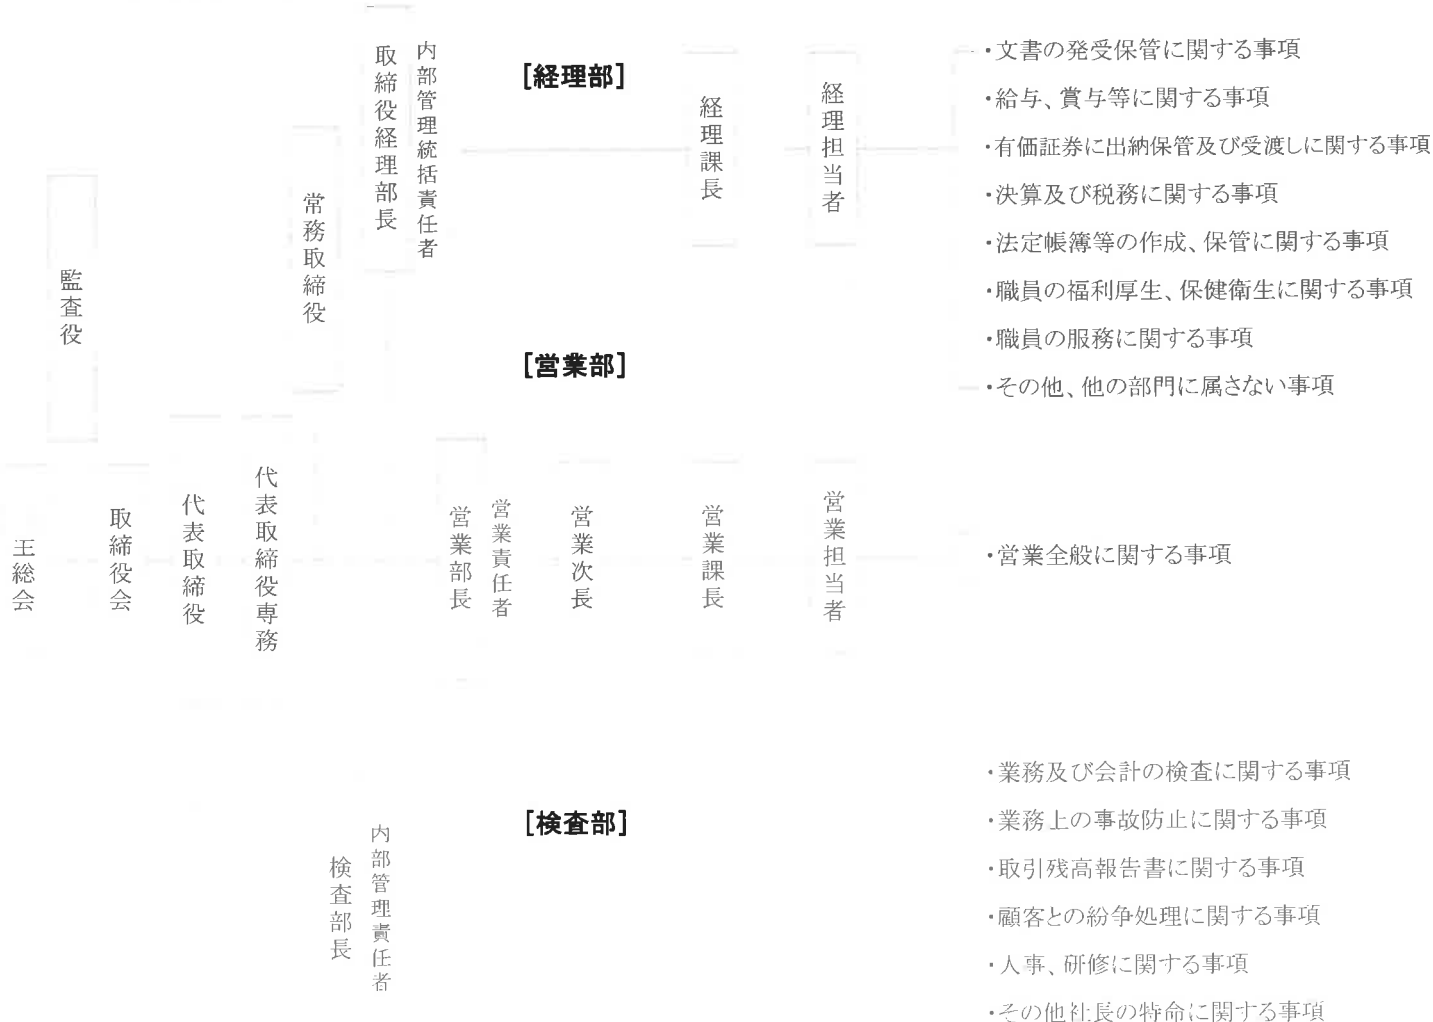 王総会
監査役
取締役会
代表取締役
代表取締役専務
常務取締役
取締役経理部長
内部管理統括責任者
[経理部]
経理課長
経理担当者
・文書の発受保管に関する事項
・給与、賞与等に関する事項
・有価証券に出納保管及び受渡しに関する事項
・決算及び税務に関する事項
・法定帳簿等の作成、保管に関する事項
・職員の福利厚生、保健衛生に関する事項
・職員の服務に関する事項
・その他、他の部門に属さない事項
[営業部]
営業部長
営業責任者
営業次長
営業課長
営業担当者
・営業全般に関する事項
[検査部]
検査部長
内部管理責任者
・業務及び会計の検査に関する事項
・業務上の事故防止に関する事項
・取引残高報告書に関する事項
・顧客との紛争処理に関する事項
・人事、研修に関する事項
・その他社長の特命に関する事項